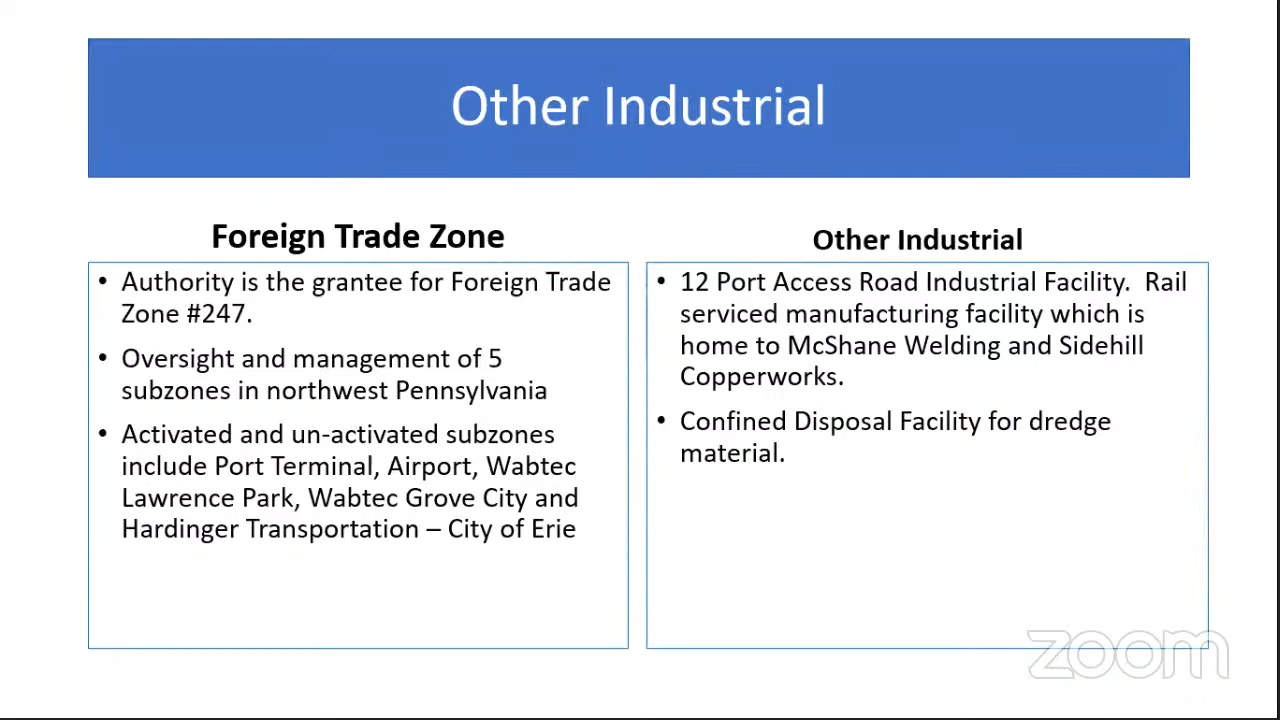 Other Industrial
Foreign Trade Zone
• Authority is the grantee for Foreign Trade
Zone #247.
• Oversight and management of 5
subzones in northwest Pennsylvania
• Activated and un-activated subzones
include Port Terminal, Airport, Wabtec
Lawrence Park, Wabtec Grove City and
Hardinger Transportation – City of Erie
Other Industrial
• 12 Port Access Road Industrial Facility.  Rail
serviced manufacturing facility which is
home to McShane Welding and Sidehill
Copperworks.
• Confined Disposal Facility for dredge
material.
zoom